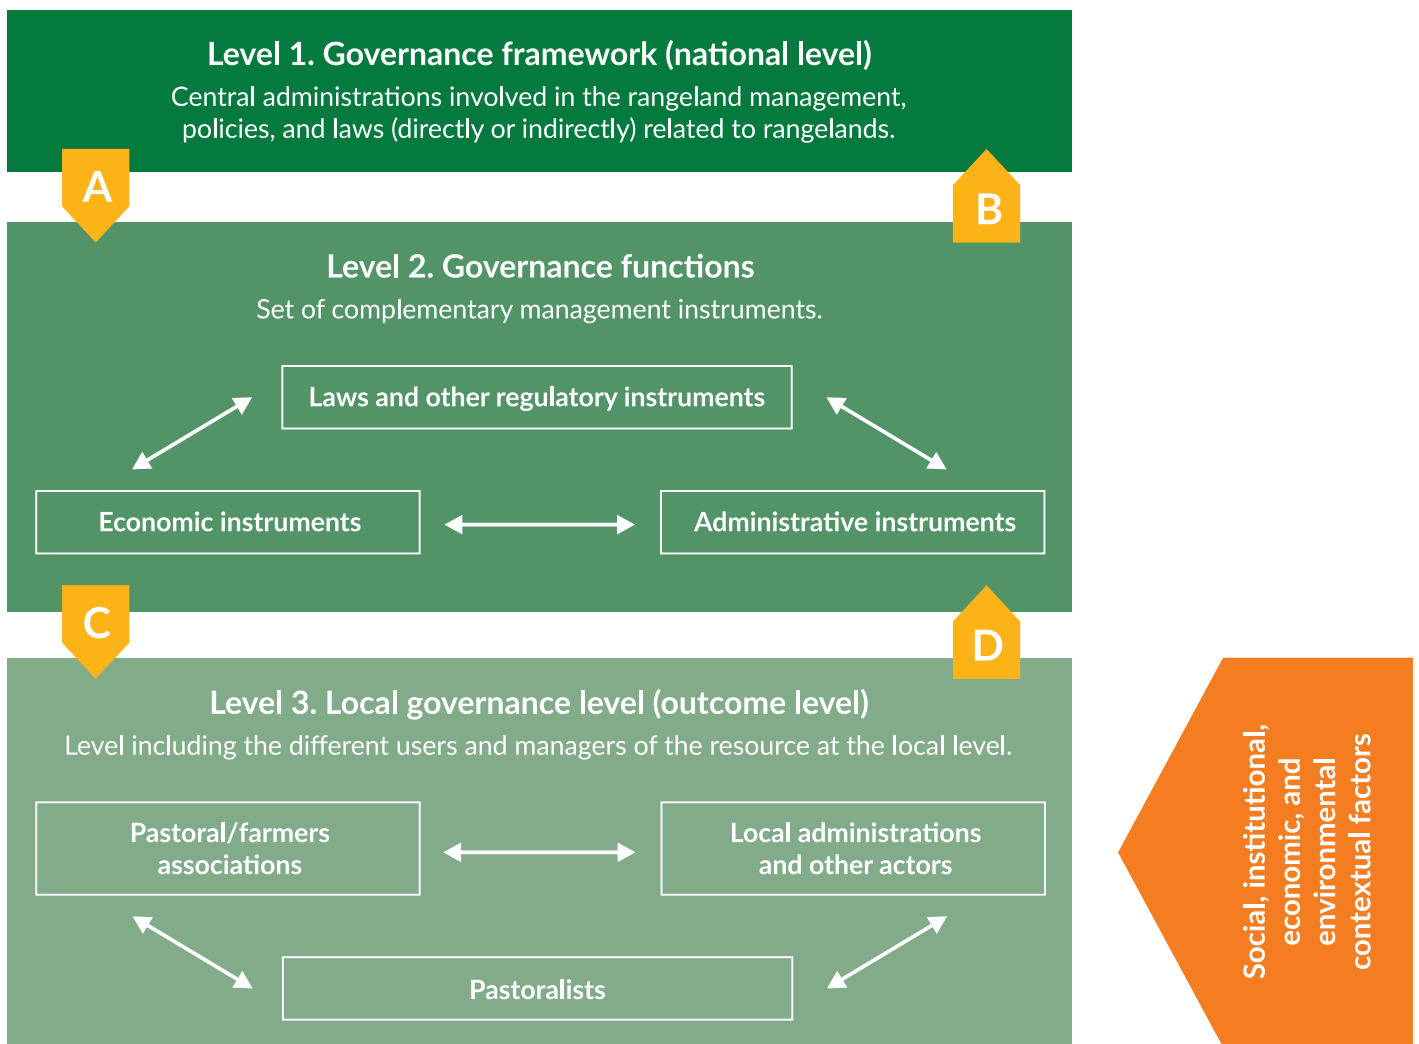 Level 1. Governance framework (national level)
Central administrations involved in the rangeland management,
policies, and laws (directly or indirectly) related to rangelands.
A
B
Level 2. Governance functions
Set of complementary management instruments.
Laws and other regulatory instruments
Economic instruments
Administrative instruments
C
D
Level 3. Local governance level (outcome level)
Level including the different users and managers of the resource at the local level.
Pastoral/farmers
associations
Local administrations
and other actors
Pastoralists
Social, institutional,
economic, and
environmental
contextual factors